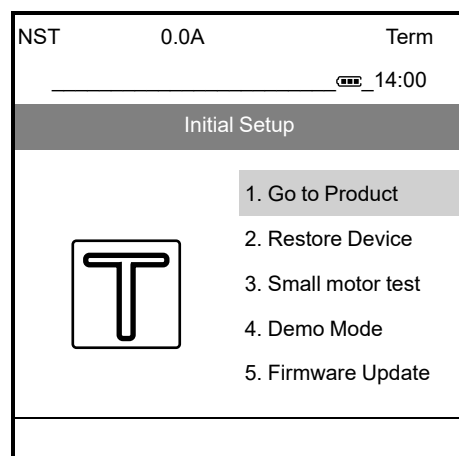 NST 0.0A Term
14:00
Initial Setup
1. Go to Product
2. Restore Device
3. Small motor test
4. Demo Mode
5. Firmware Update
T